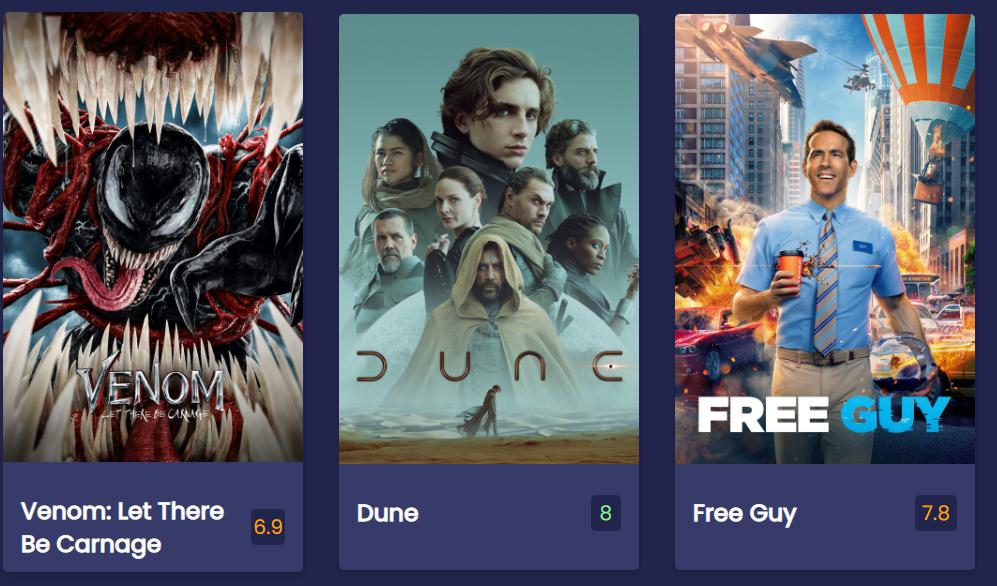 VENOM
LET THERE BE CARNAGE
Venom: Let There
Be Carnage
6.9
DUNE
Dune
8
FREE GUY
Free Guy
7.8